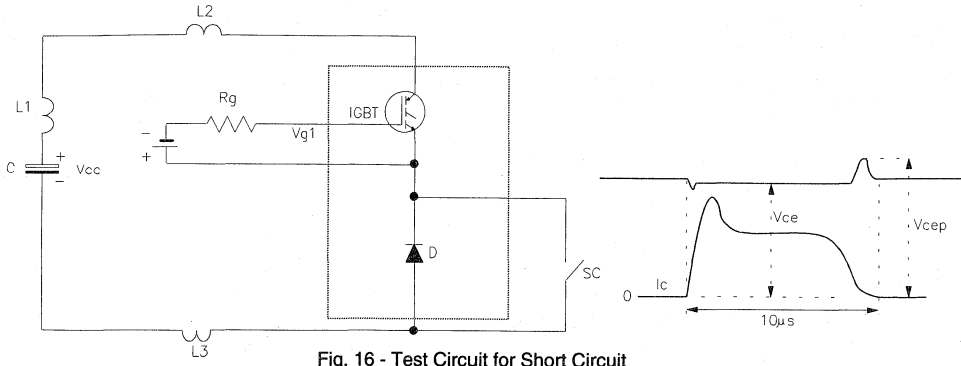 L2
L1
Rg
IGBT
Vg1
-
+
C
+
-
Vcc
D
SC
L3
Vce
Vcep
0
Ic
10µs
Fig. 16 - Test Circuit for Short Circuit